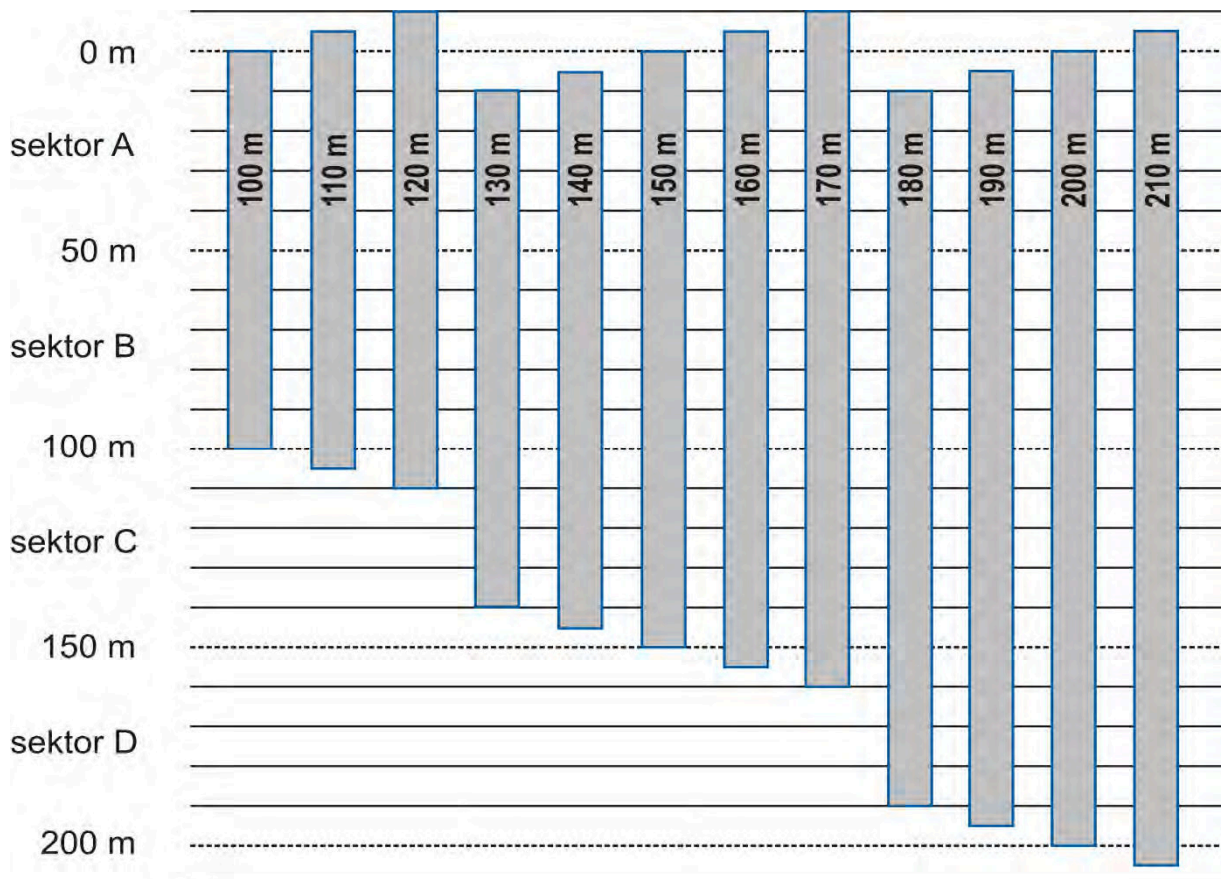 0 m
sektor A
50 m
sektor B
100 m
sektor C
150 m
sektor D
200 m
100 m
110 m
120 m
130 m
140 m
150 m
160 m
170 m
180 m
190 m
200 m
210 m